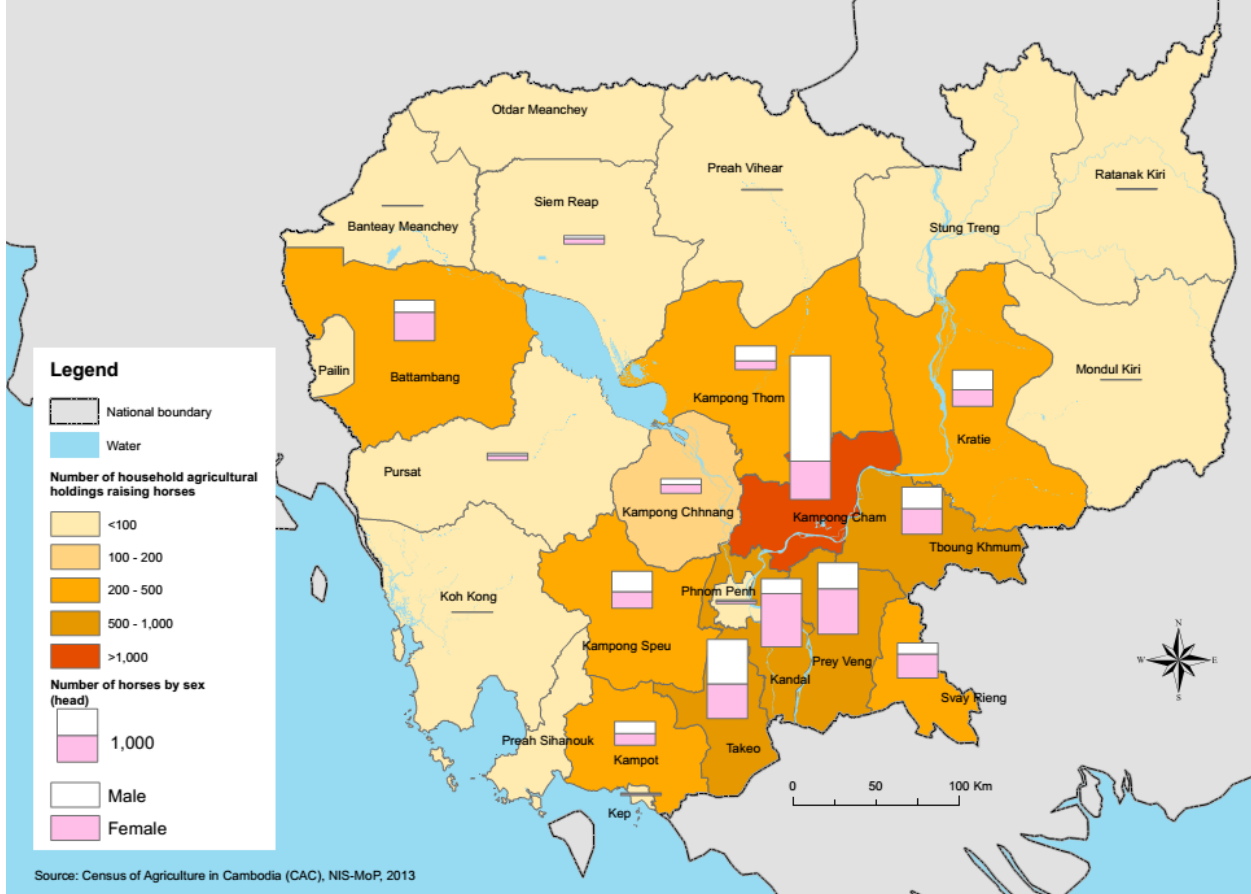 Otdar Meanchey
Preah Vihear
Ratanak Kiri
Siem Reap
Banteay Meanchey
Stung Treng
Pailin
Battambang
Mondul Kiri
Kampong Thom
Kratie
Pursat
Kampong Chhnang
Kampong Cham
Tboung Khmum
Phnom Penh
Koh Kong
Kampong Speu
Prey Veng
Kandal
Svay Rieng
Preah Sihanouk
Takeo
Kampot
Kep
Legend
National boundary
Water
Number of household agricultural
holdings raising horses
<100
100 - 200
200 - 500
500 - 1,000
>1,000
Number of horses by sex
(head)
1,000
Male
Female
N
W
E
S
0 50 100 Km
Source: Census of Agriculture in Cambodia (CAC), NIS-MoP, 2013